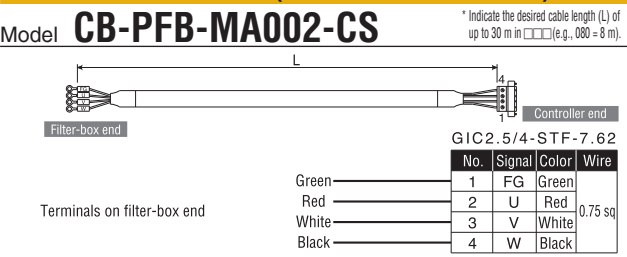 Model CB-PFB-MA002-CS
* Indicate the desired cable length (L) of
up to 30 m in □□□(e.g., 080 = 8 m).
L
4
1
Filter-box end
Controller end
GIC2.5/4-STF-7.62
No. Signal Color Wire
Green 1 FG Green
Red 2 U Red
White 3 V White
Black 4 W Black
0.75 sq
Terminals on filter-box end